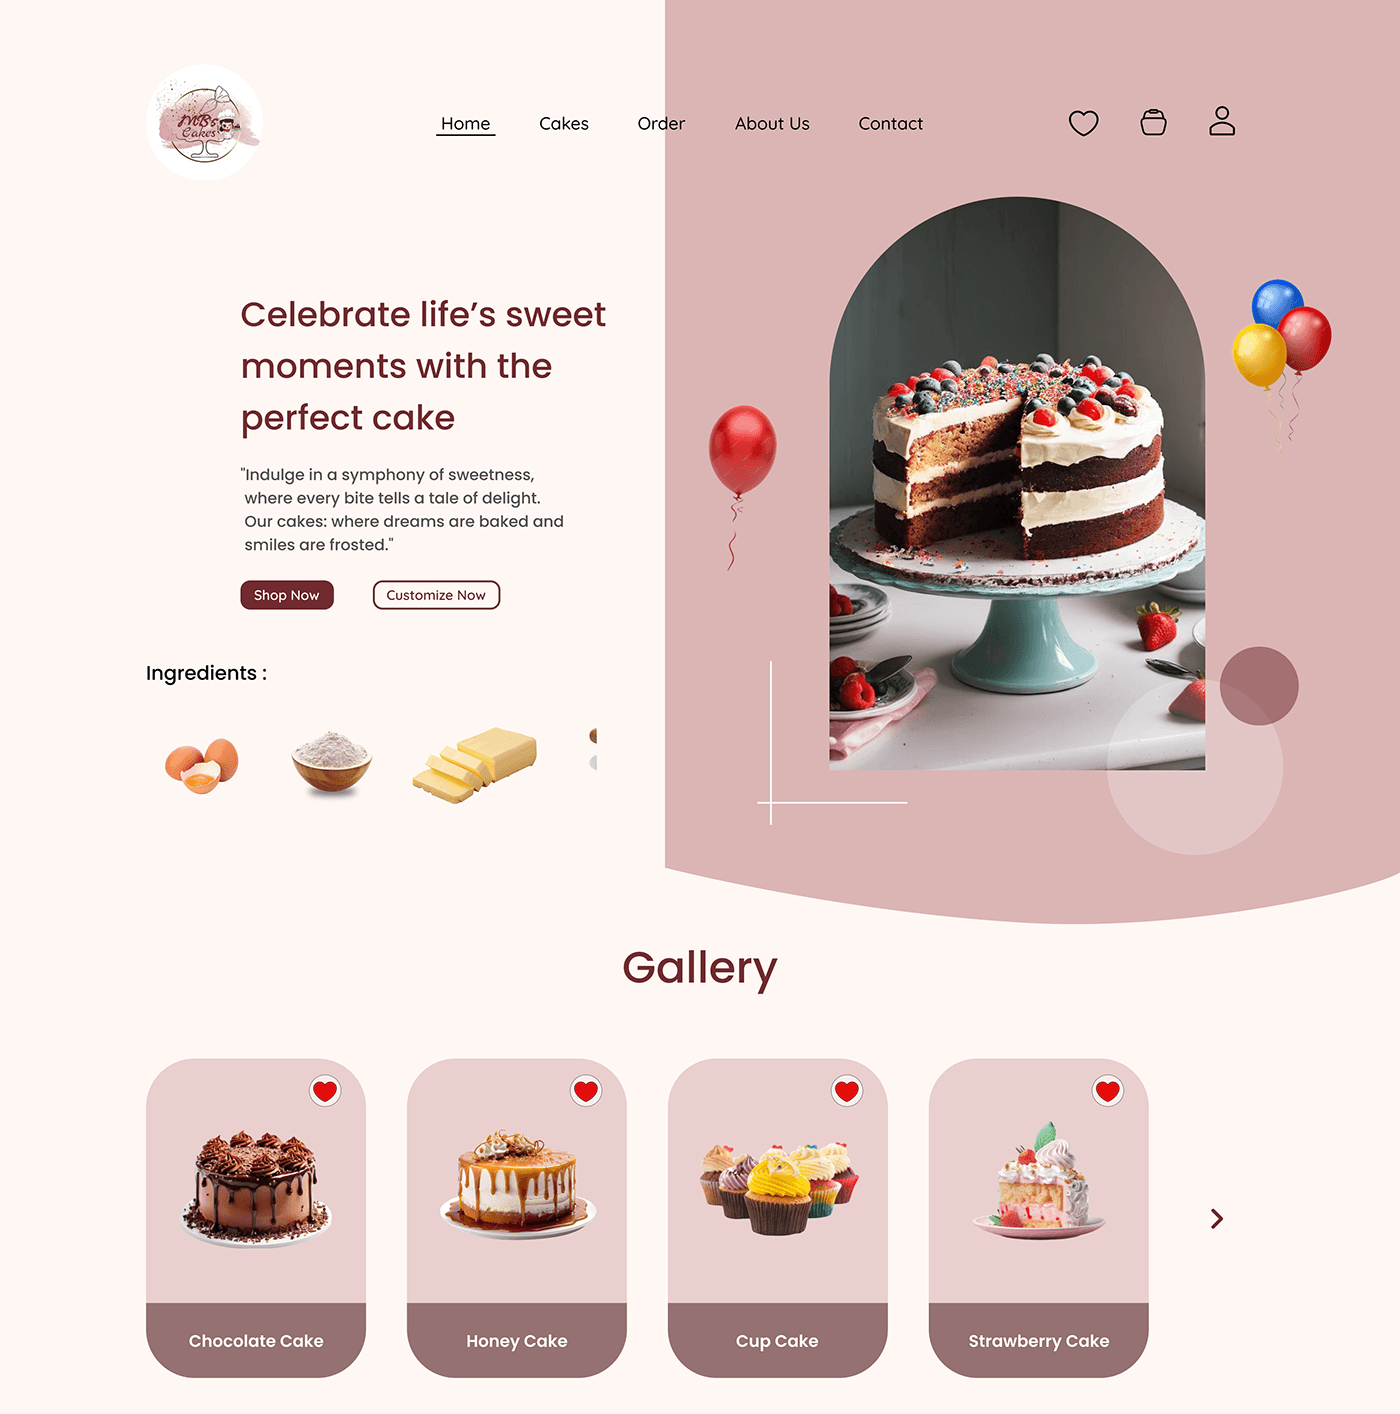 MB's
Cakes
Home
Cakes
Order
About Us
Contact
Celebrate life’s sweet
moments with the
perfect cake
"Indulge in a symphony of sweetness,
where every bite tells a tale of delight.
Our cakes: where dreams are baked and
smiles are frosted."
Shop Now
Customize Now
Ingredients :
Gallery
Chocolate Cake
Honey Cake
Cup Cake
Strawberry Cake